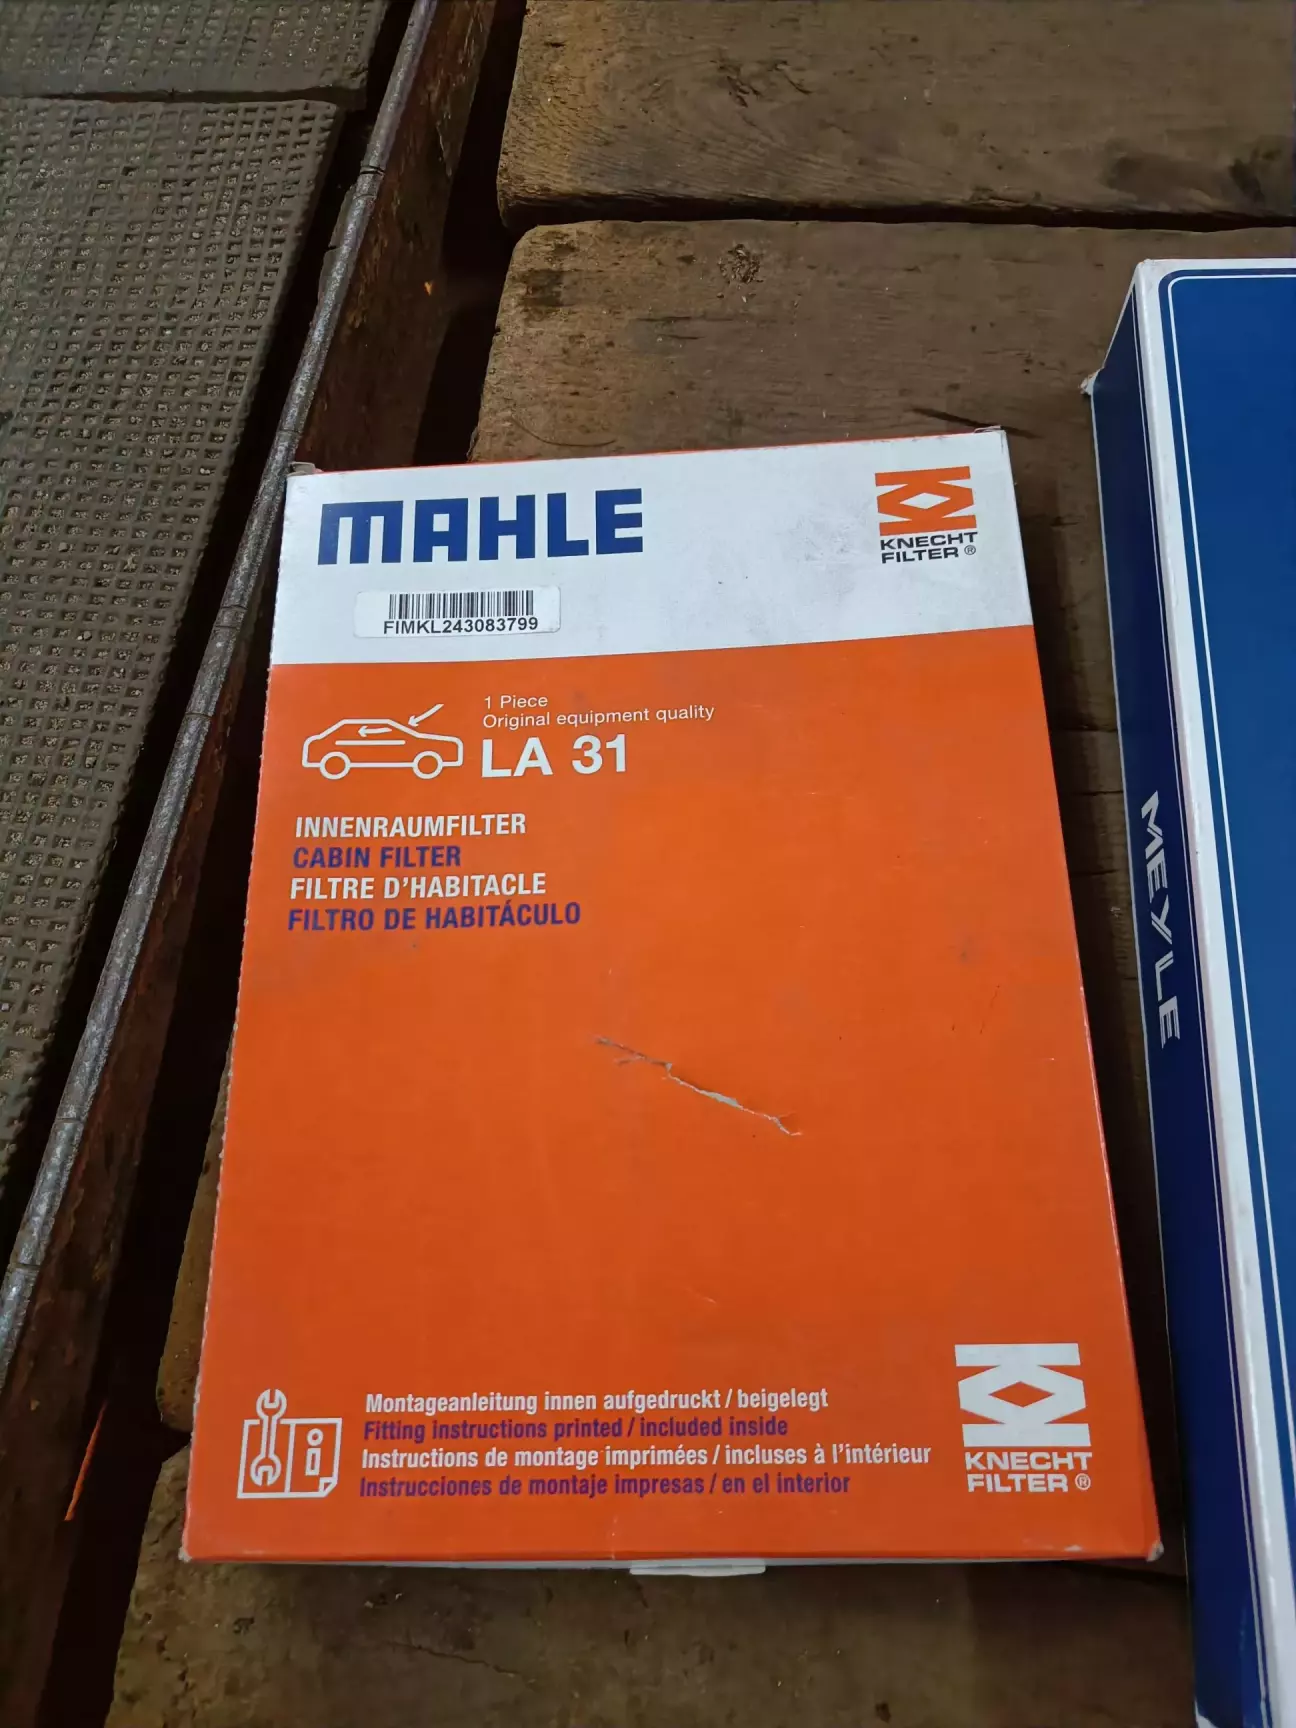 MAHLE
KNECHT
FILTER®
FIMKL243083799
1 Piece
Original equipment quality
LA 31
INNENRAUMFILTER
CABIN FILTER
FILTRE D'HABITACLE
FILTRO DE HABITÁCULO
MEYLE
Montageanleitung innen aufgedruckt / beigelegt
Fitting instructions printed / included inside
Instructions de montage imprimées / incluses à l'intérieur
Instrucciones de montaje impresas / en el interior
KNECHT
FILTER®